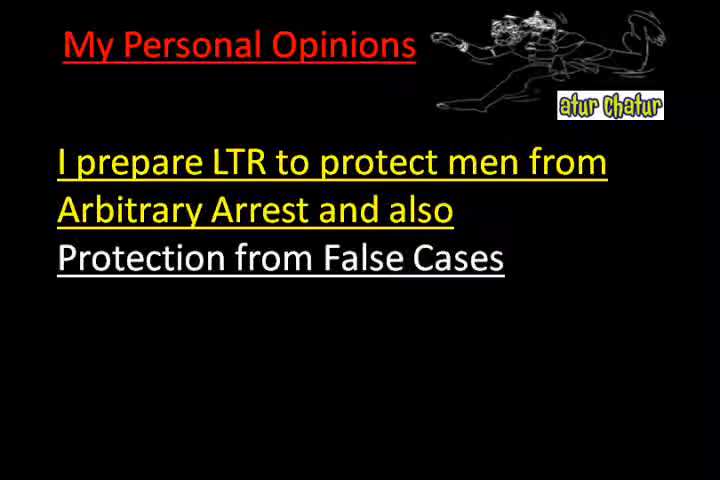 My Personal Opinions
atur chatur
I prepare LTR to protect men from
Arbitrary Arrest and also
Protection from False Cases